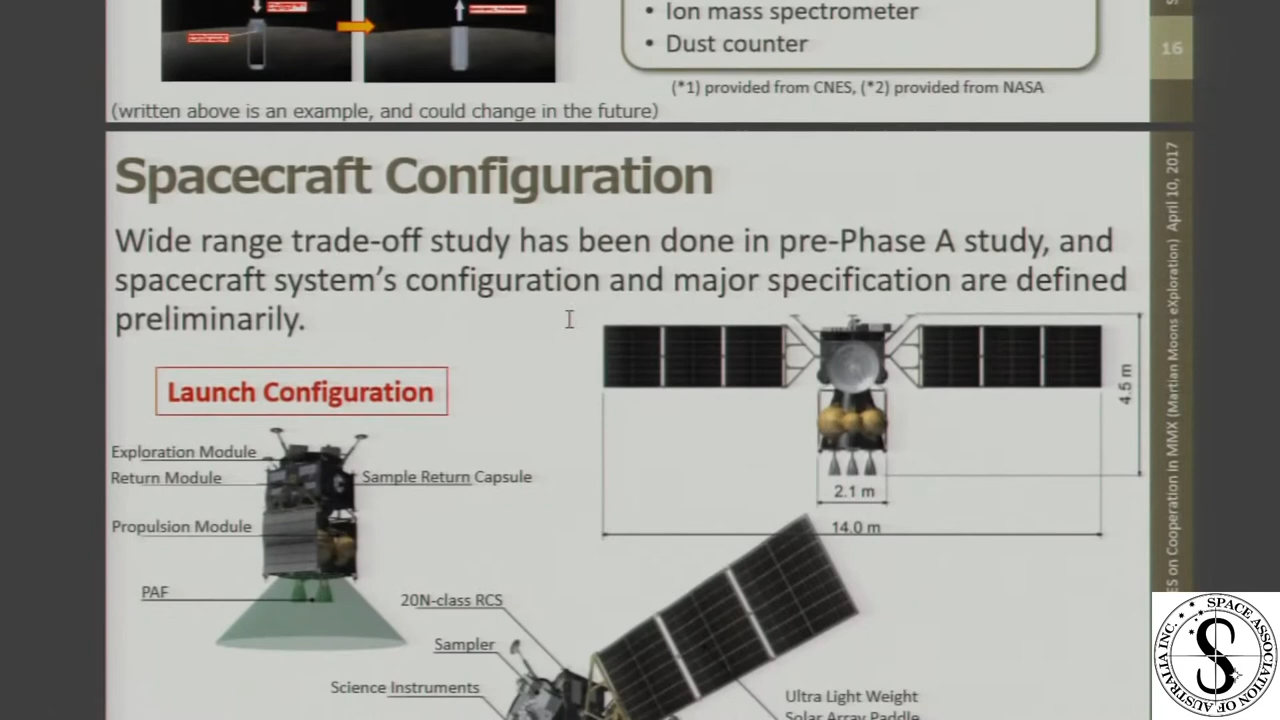 • Ion mass spectrometer
• Dust counter
(*1) provided from CNES, (*2) provided from NASA
(written above is an example, and could change in the future)
16
Spacecraft Configuration
Wide range trade-off study has been done in pre-Phase A study, and
spacecraft system's configuration and major specification are defined
preliminarily.
Launch Configuration
Exploration Module
Return Module
Sample Return Capsule
Propulsion Module
PAF
4.5 m
2.1 m
14.0 m
20N-class RCS
Sampler
Science Instruments
Ultra Light Weight
Solar Array Paddle
ES on Cooperation in MMX (Martian Moons eXploration) April 10, 2017
SPACE ASSOCIATION OF AUSTRALIA INC.
S